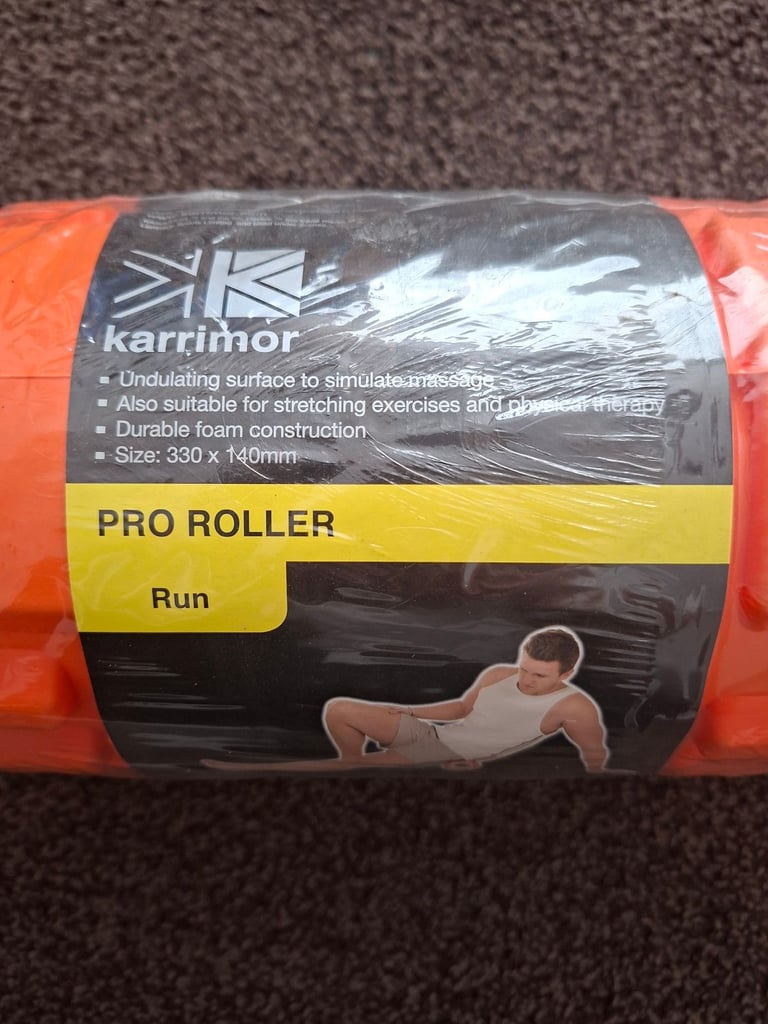 karrimor
▪ Undulating surface to simulate massage
▪ Also suitable for stretching exercises and physical therapy
▪ Durable foam construction
▪ Size: 330 x 140mm
PRO ROLLER
Run